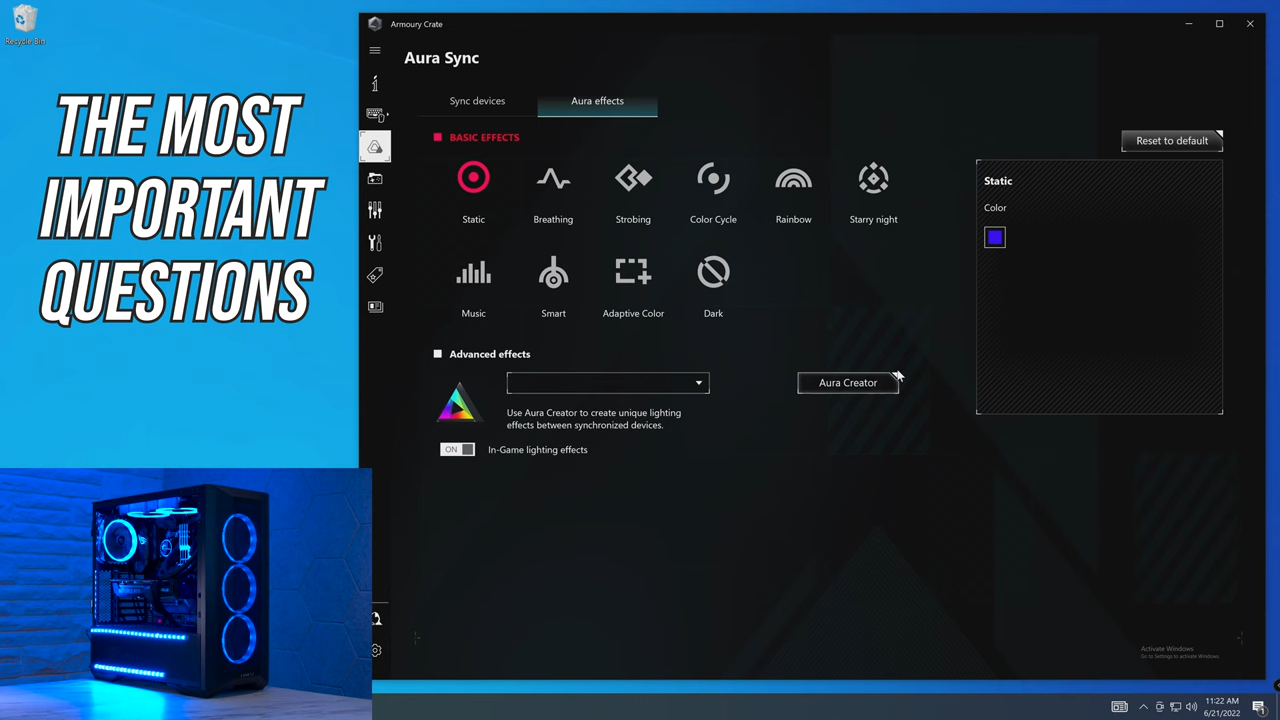 Recycle Bin
THE MOST
IMPORTANT
QUESTIONS
Armoury Crate
Aura Sync
Sync devices
Aura effects
BASIC EFFECTS
Reset to default
Static
Breathing
Strobing
Color Cycle
Rainbow
Starry night
Music
Smart
Adaptive Color
Dark
Static
Color
Advanced effects
Aura Creator
Use Aura Creator to create unique lighting
effects between synchronized devices.
ON
In-Game lighting effects
Activate Windows
Go to Settings to activate Windows.
11:22 AM
6/21/2022
1